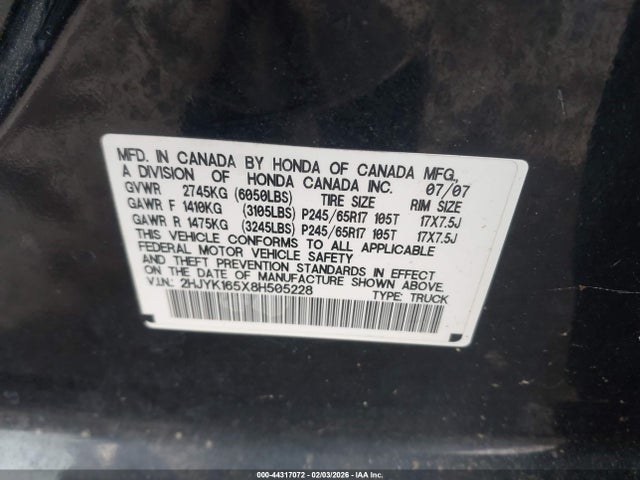 MFD. IN CANADA BY HONDA OF CANADA MFG.,
A DIVISION OF HONDA CANADA INC. 07/07
GVWR 2745KG (6050LBS) TIRE SIZE RIM SIZE
GAWR F 1410KG (3105LBS) P245/65R17 105T 17X7.5J
GAWR R 1475KG (3245LBS) P245/65R17 105T 17X7.5J
THIS VEHICLE CONFORMS TO ALL APPLICABLE
FEDERAL MOTOR VEHICLE SAFETY
AND THEFT PREVENTION STANDARDS IN EFFECT
ON THE DATE OF MANUFACTURE SHOWN ABOVE.
V.I.N.: 2HJYK165X8H505228 TYPE: TRUCK
000-44317072 - 02/03/2026 - IAA Inc.